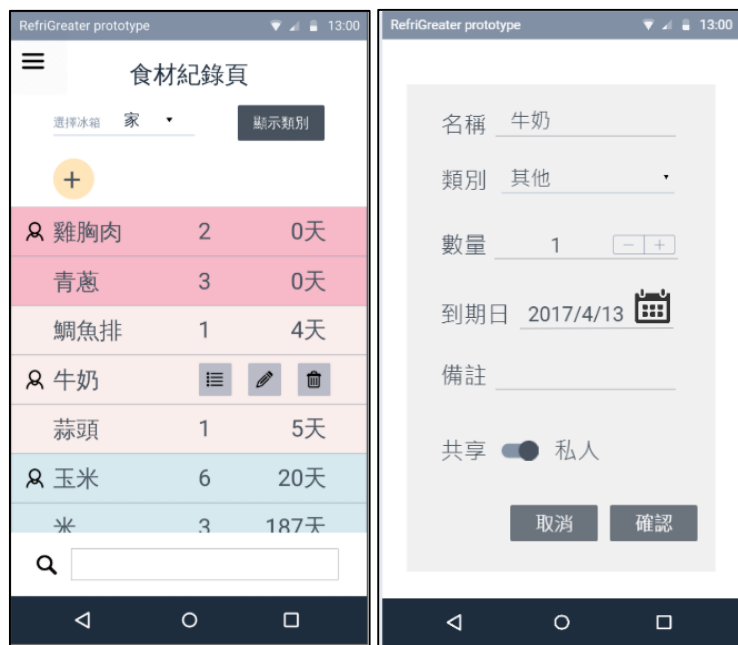 RefriGreater prototype 13:00
食材紀錄頁
選擇冰箱 家 顯示類別
+
雞胸肉 2 0天
青蔥 3 0天
鯛魚排 1 4天
牛奶
蒜頭 1 5天
玉米 6 20天
米 3 187天
RefriGreater prototype 13:00
名稱 牛奶
類別 其他
數量 1 − +
到期日 2017/4/13
備註
共享 私人
取消 確認